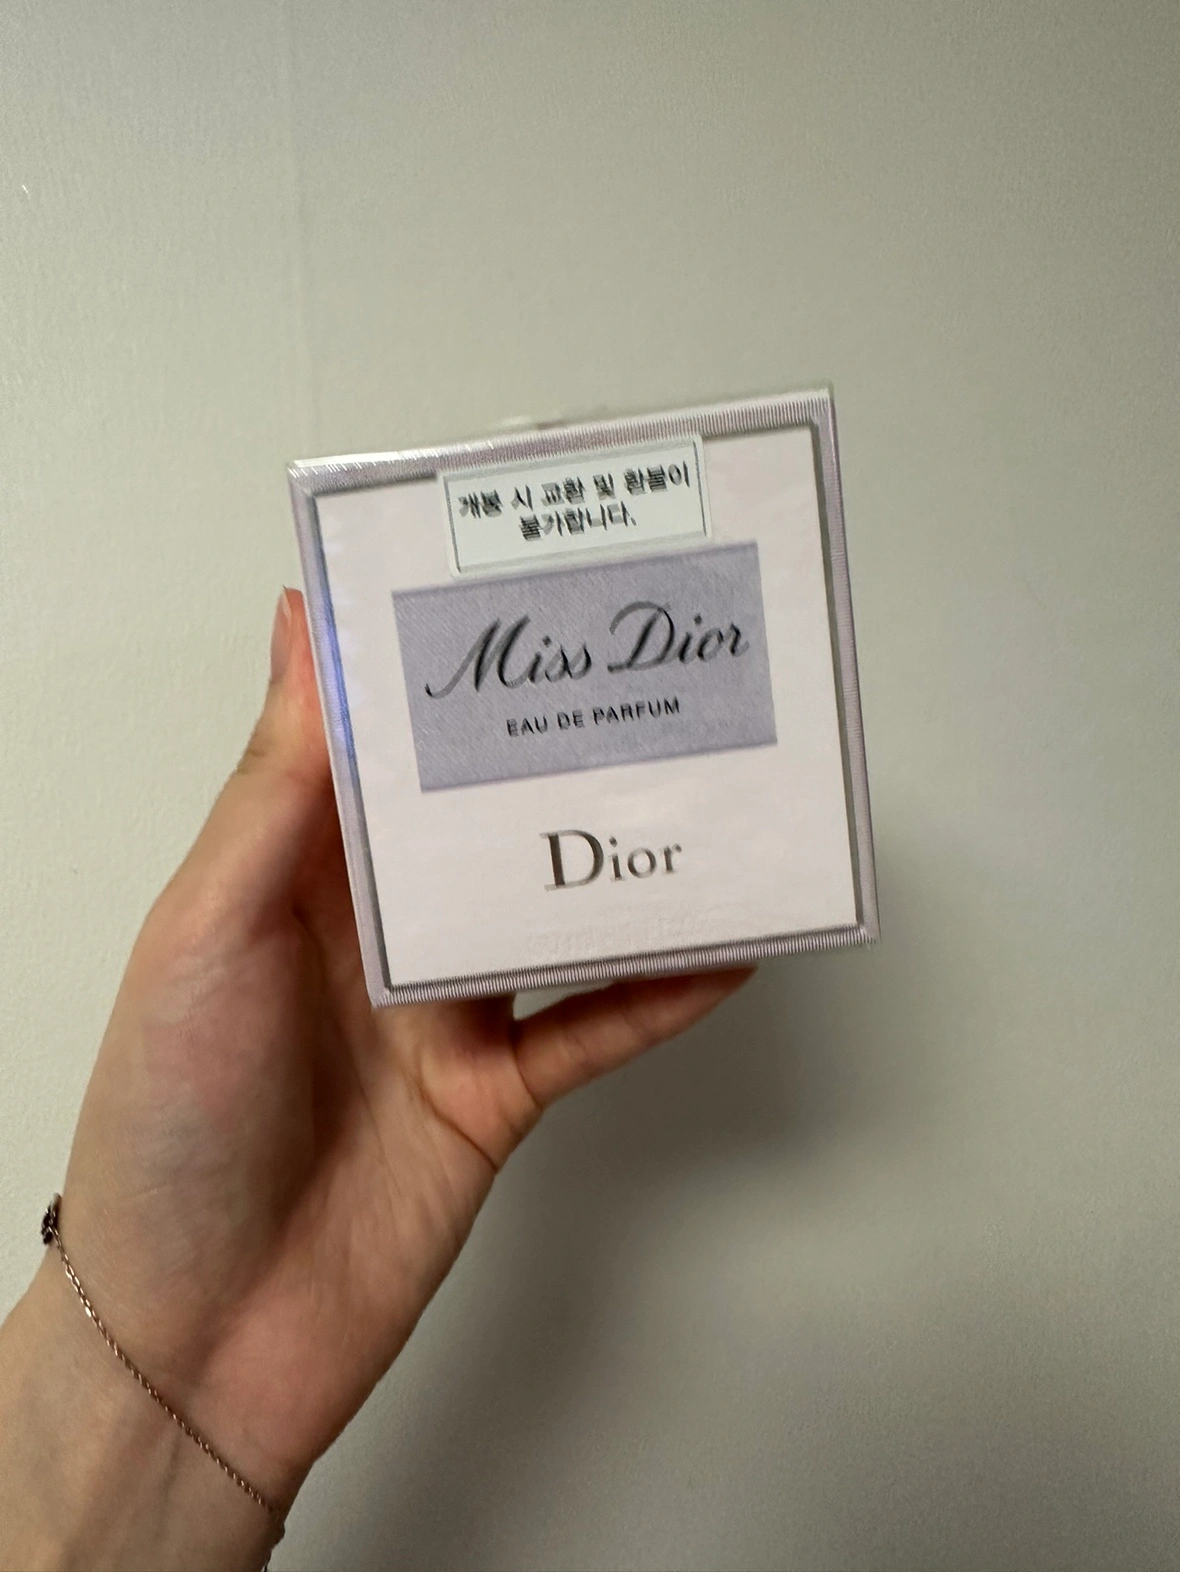 개봉 시 교환 및 환불이
불가합니다.
Miss Dior
EAU DE PARFUM
Dior